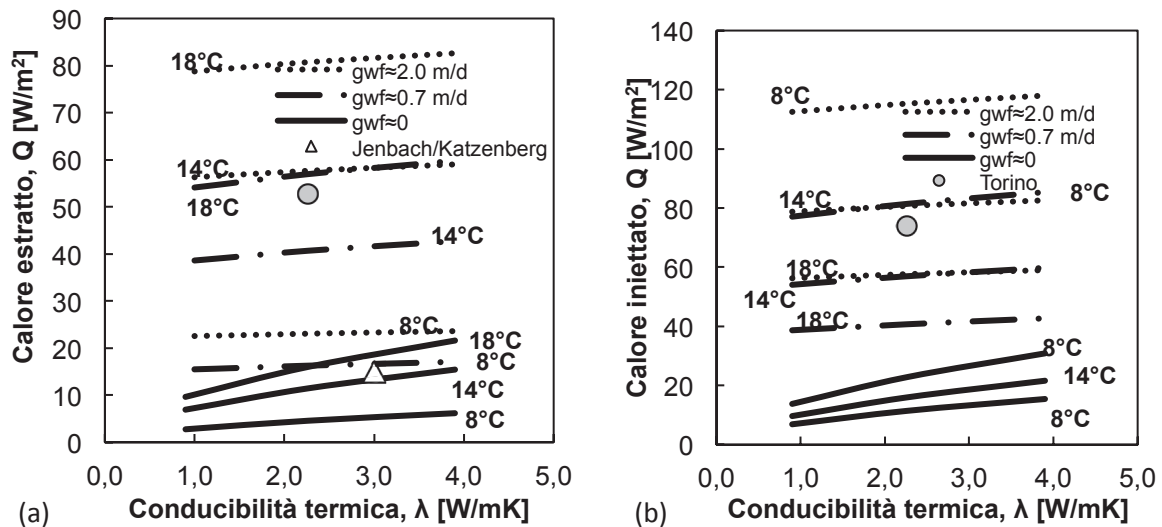 Calore estratto, Q [W/m²]
90
80
70
60
50
40
30
20
10
0
18°C
gwf≈2.0 m/d
gwf≈0.7 m/d
gwf≈0
Jenbach/Katzenberg
14°C
18°C
14°C
8°C
18°C
8°C
14°C
8°C
0,0 1,0 2,0 3,0 4,0 5,0
(a) Conducibilità termica, λ [W/mK]
Calore iniettato, Q [W/m²]
140
120
100
80
60
40
20
0
8°C
gwf≈2.0 m/d
gwf≈0.7 m/d
gwf≈0
Torino
14°C
8°C
18°C
14°C
18°C
8°C
14°C
8°C
0,0 1,0 2,0 3,0 4,0 5,0
(b) Conducibilità termica, λ [W/mK]